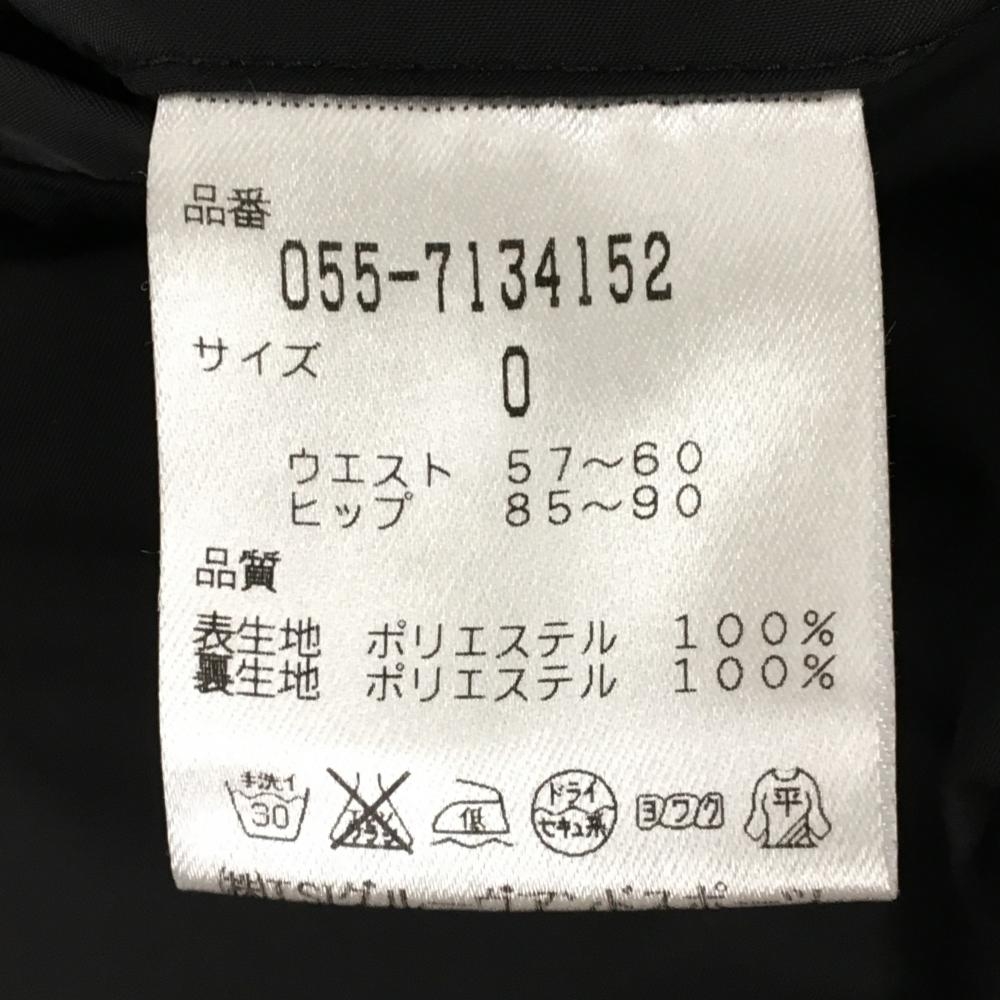 品番
055-7134152
サイズ 0
ウエスト 57〜60
ヒップ 85〜90
品質
表生地 ポリエステル 100%
裏生地 ポリエステル 100%
手洗イ 30 低 ドライ セキュ系 ヨワク 平